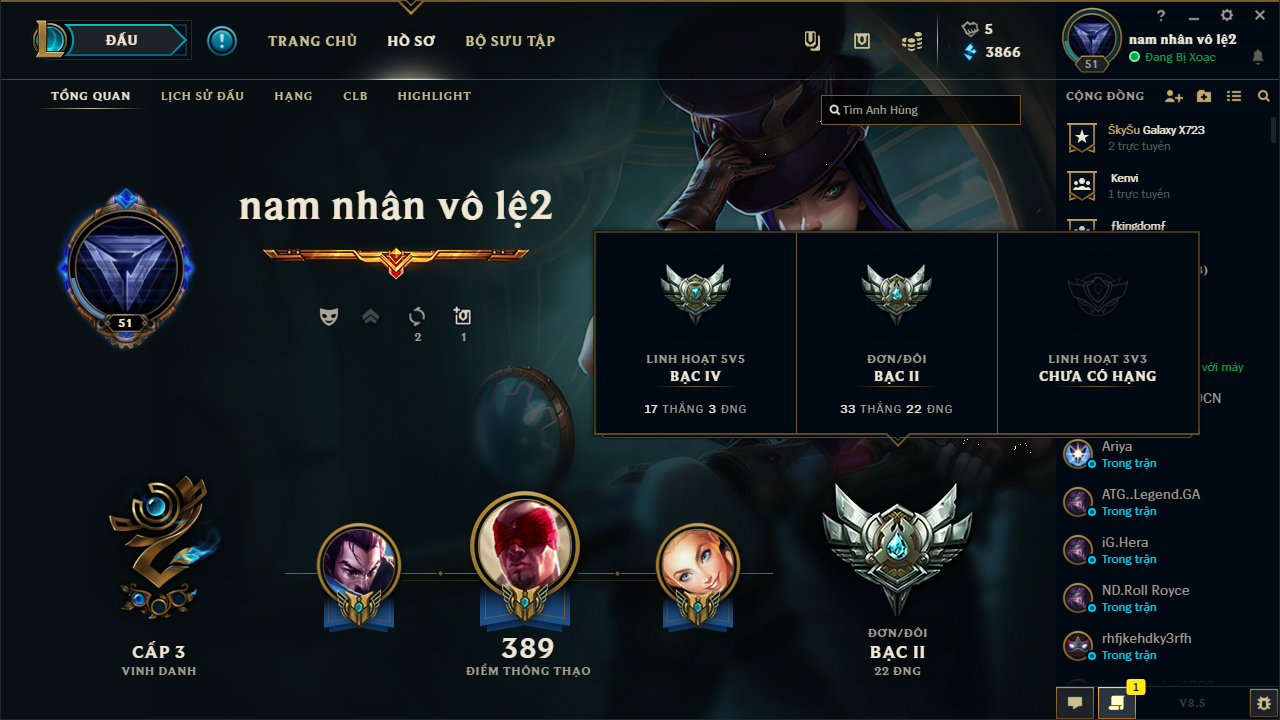 ĐẤU
TRANG CHỦ
HỒ SƠ
BỘ SƯU TẬP
5
3866
?
nam nhân vô lệ2
51
Đang Bị Xoạc
TỔNG QUAN
LỊCH SỬ ĐẤU
HẠNG
CLB
HIGHLIGHT
Tìm Anh Hùng
CỘNG ĐỒNG
ŠkyŠu Galaxy X723
2 trực tuyến
Kenvi
1 trực tuyến
fkingdomf
với máy
nam nhân vô lệ2
51
2
1
LINH HOẠT 5V5
BẠC IV
17 THẮNG 3 ĐNG
ĐƠN/ĐÔI
BẠC II
33 THẮNG 22 ĐNG
LINH HOẠT 3V3
CHƯA CÓ HẠNG
Ariya
Trong trận
ATG..Legend.GA
Trong trận
iG.Hera
Trong trận
ND.Roll Royce
Trong trận
rhfjkehdky3rfh
Trong trận
CẤP 3
VINH DANH
389
ĐIỂM THÔNG THẠO
ĐƠN/ĐÔI
BẠC II
22 ĐNG
1
V8.5